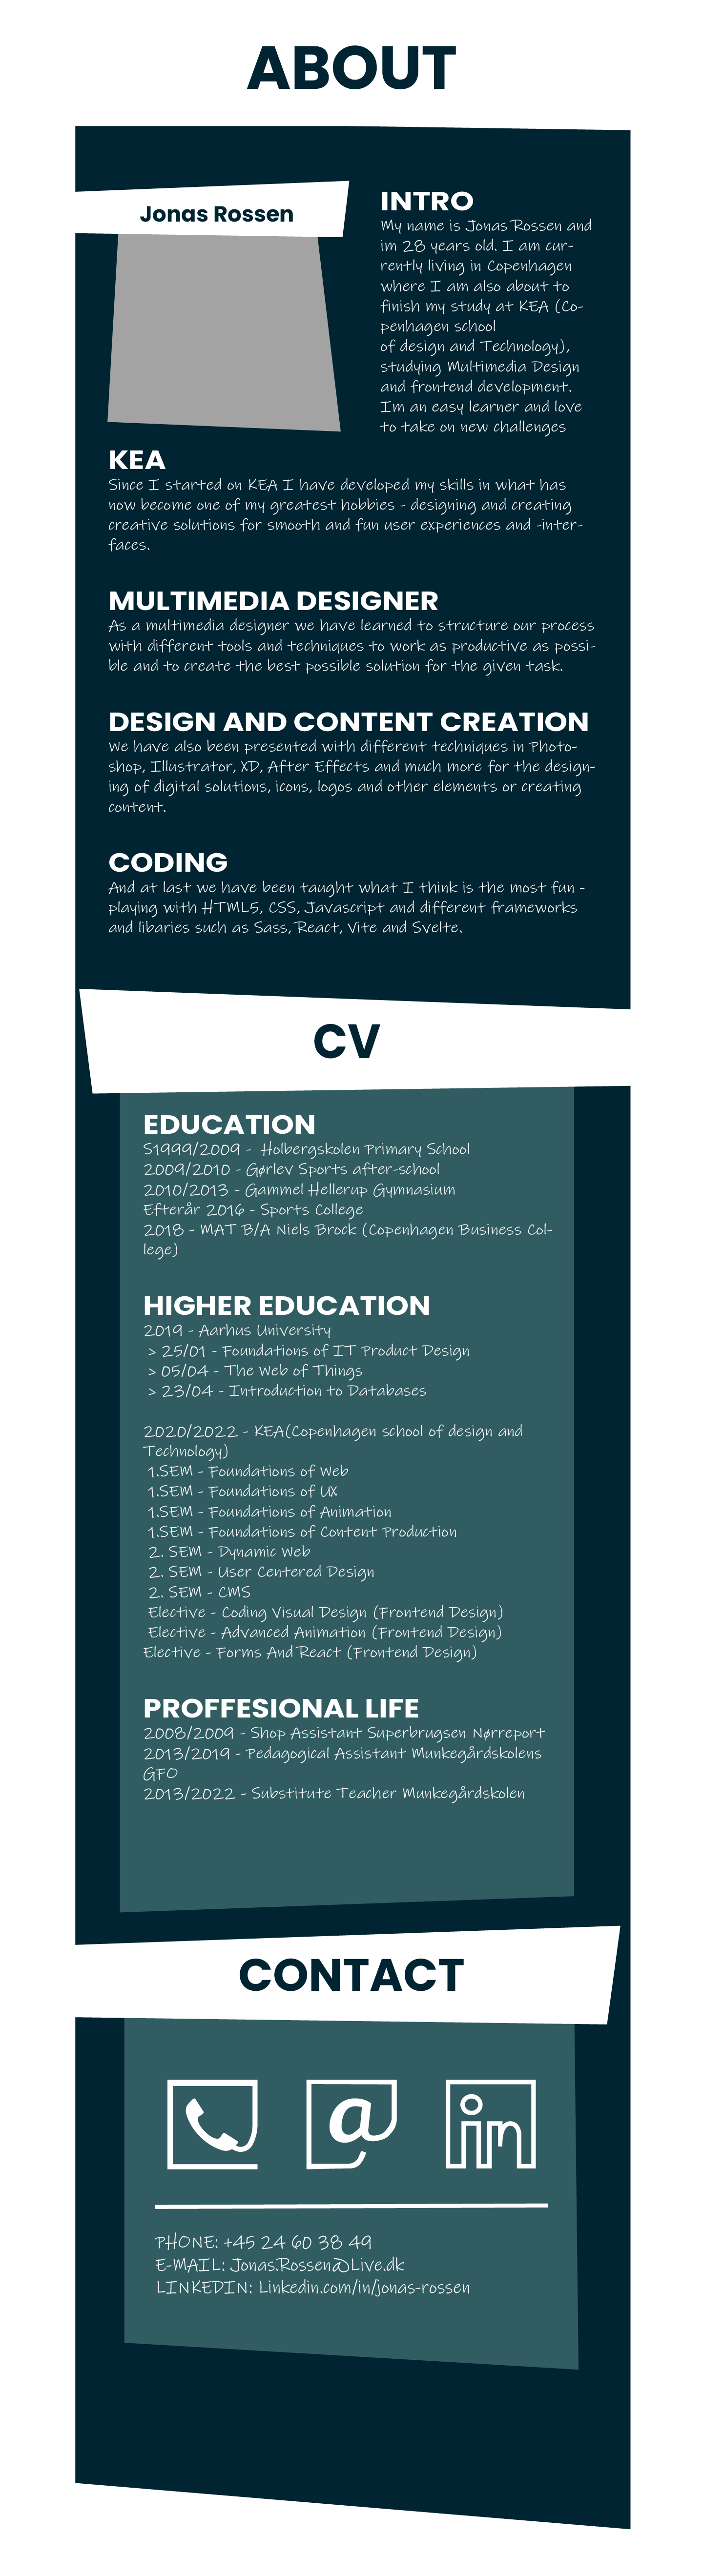 ABOUT
Jonas Rossen
INTRO
My name is Jonas Rossen and
im 28 years old. I am cur-
rently living in Copenhagen
where I am also about to
finish my study at KEA (Co-
penhagen school
of design and Technology),
studying Multimedia Design
and frontend development.
Im an easy learner and love
to take on new challenges
KEA
Since I started on KEA I have developed my skills in what has
now become one of my greatest hobbies - designing and creating
creative solutions for smooth and fun user experiences and -inter-
faces.
MULTIMEDIA DESIGNER
As a multimedia designer we have learned to structure our process
with different tools and techniques to work as productive as possi-
ble and to create the best possible solution for the given task.
DESIGN AND CONTENT CREATION
We have also been presented with different techniques in Photo-
shop, Illustrator, XD, After Effects and much more for the design-
ing of digital solutions, icons, logos and other elements or creating
content.
CODING
And at last we have been taught what I think is the most fun -
playing with HTML5, CSS, Javascript and different frameworks
and libaries such as Sass, React, Vite and Svelte.
CV
EDUCATION
S1999/2009 - Holbergskolen Primary School
2009/2010 - Gørlev Sports after-school
2010/2013 - Gammel Hellerup Gymnasium
Efterår 2016 - Sports College
2018 - MAT B/A Niels Brock (Copenhagen Business Col-
lege)
HIGHER EDUCATION
2019 - Aarhus University
> 25/01 - Foundations of IT Product Design
> 05/04 - The Web of Things
> 23/04 - Introduction to Databases
2020/2022 - KEA(Copenhagen school of design and
Technology)
1.SEM - Foundations of Web
1.SEM - Foundations of UX
1.SEM - Foundations of Animation
1.SEM - Foundations of Content Production
2. SEM - Dynamic Web
2. SEM - User Centered Design
2. SEM - CMS
Elective - Coding Visual Design (Frontend Design)
Elective - Advanced Animation (Frontend Design)
Elective - Forms And React (Frontend Design)
PROFFESIONAL LIFE
2008/2009 - Shop Assistant Superbrugsen Nørreport
2013/2019 - Pedagogical Assistant Munkegårdskolens
GFO
2013/2022 - Substitute Teacher Munkegårdskolen
CONTACT
@ in
PHONE: +45 24 60 38 49
E-MAIL: Jonas.Rossen@Live.dk
LINKEDIN: Linkedin.com/in/jonas-rossen